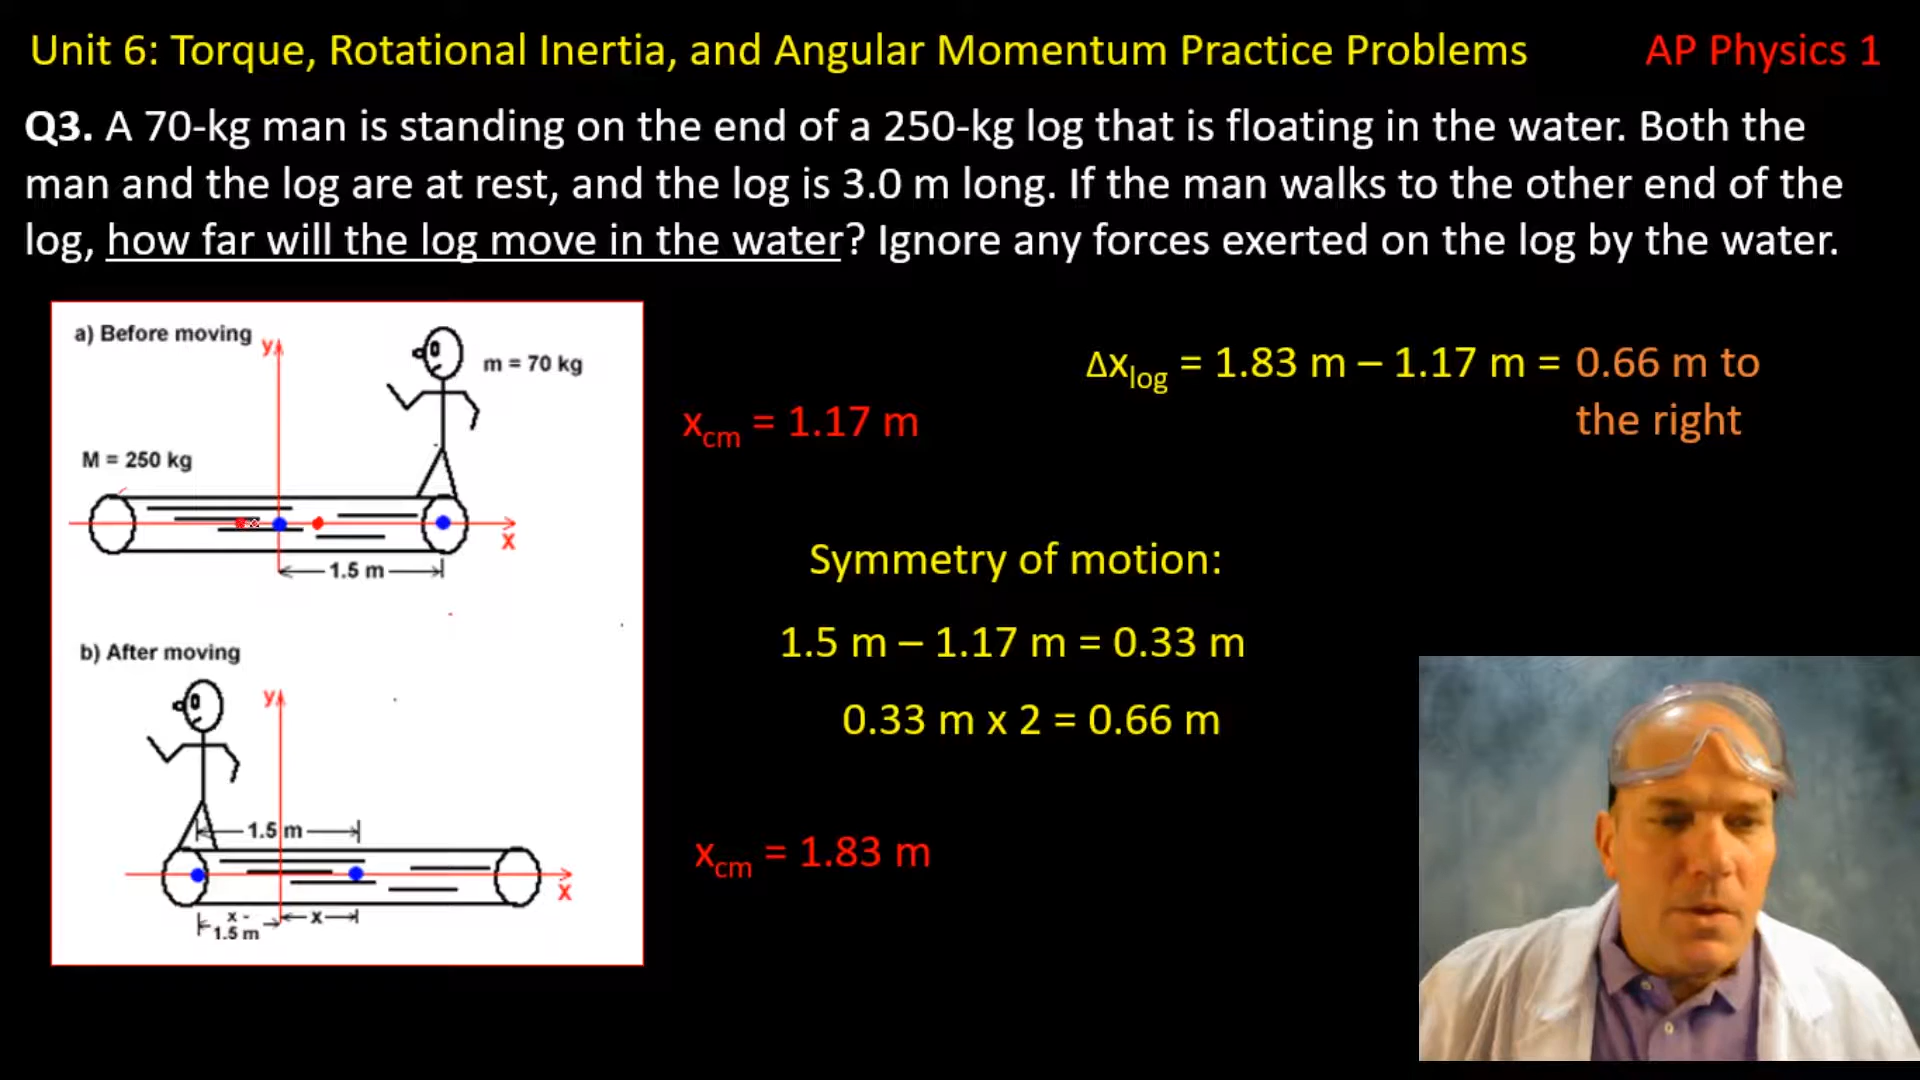 Unit 6: Torque, Rotational Inertia, and Angular Momentum Practice Problems
AP Physics 1
Q3. A 70-kg man is standing on the end of a 250-kg log that is floating in the water. Both the
man and the log are at rest, and the log is 3.0 m long. If the man walks to the other end of the
log, how far will the log move in the water? Ignore any forces exerted on the log by the water.
a) Before moving
y
m = 70 kg
M = 250 kg
x
1.5 m
b) After moving
y
1.5 m
x
x -
1.5 m
x
x_cm = 1.17 m
Δx_log = 1.83 m – 1.17 m = 0.66 m to
the right
Symmetry of motion:
1.5 m – 1.17 m = 0.33 m
0.33 m x 2 = 0.66 m
x_cm = 1.83 m